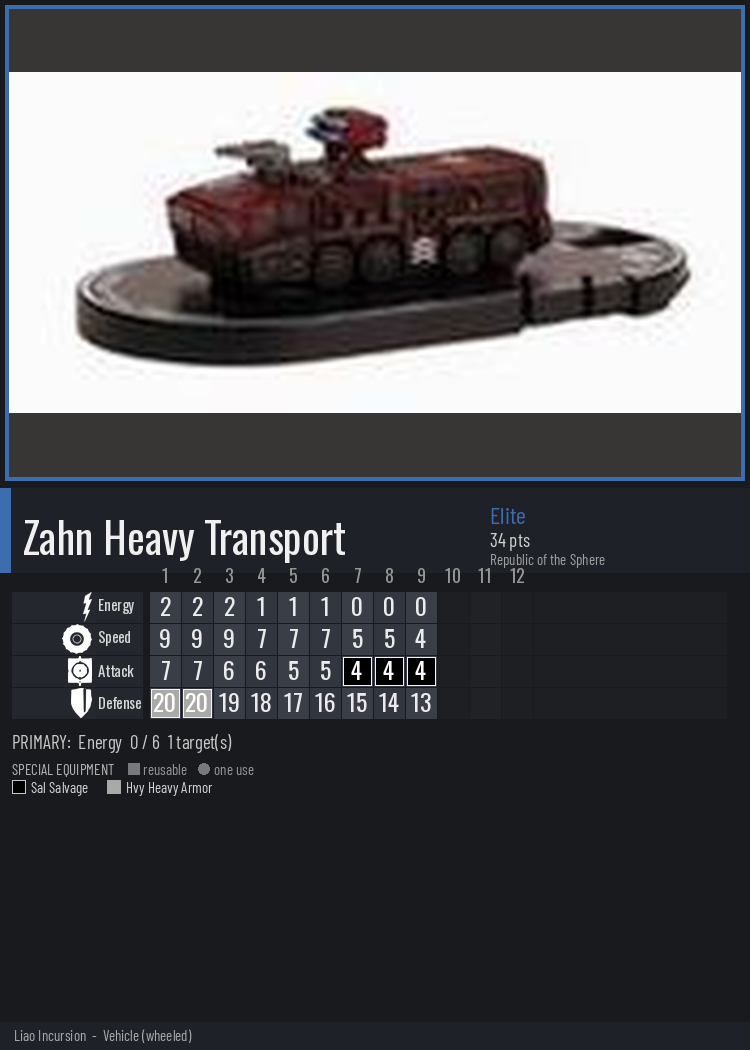 Zahn Heavy Transport
Elite
34 pts
Republic of the Sphere
1 2 3 4 5 6 7 8 9 10 11 12
Energy 2 2 2 1 1 1 0 0 0
Speed 9 9 9 7 7 7 5 5 4
Attack 7 7 6 6 5 5 4 4 4
Defense 20 20 19 18 17 16 15 14 13
PRIMARY: Energy 0 / 6 1 target(s)
SPECIAL EQUIPMENT reusable one use
Sal Salvage Hvy Heavy Armor
Liao Incursion - Vehicle (wheeled)